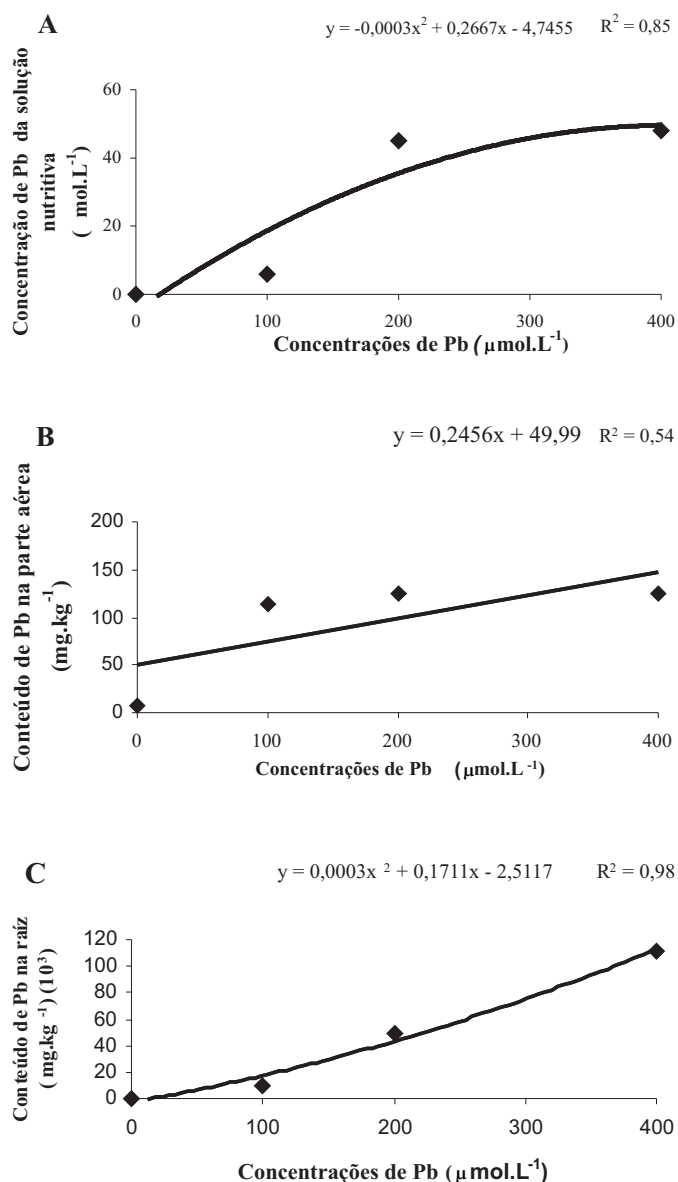 A
y = -0,0003x² + 0,2667x - 4,7455 R² = 0,85
Concentração de Pb da solução
nutritiva
( mol.L⁻¹)
60
40
20
0
0 100 200 300 400
Concentrações de Pb (μmol.L⁻¹)
B
y = 0,2456x + 49,99 R² = 0,54
Conteúdo de Pb na parte aérea
(mg.kg⁻¹)
200
150
100
50
0
0 100 200 300 400
Concentrações de Pb (μmol.L⁻¹)
C
y = 0,0003x ² + 0,1711x - 2,5117 R² = 0,98
Conteúdo de Pb na raíz
( mg.kg ⁻¹) (10³)
120
100
80
60
40
20
0
0 100 200 300 400
Concentrações de Pb (μmol.L⁻¹)